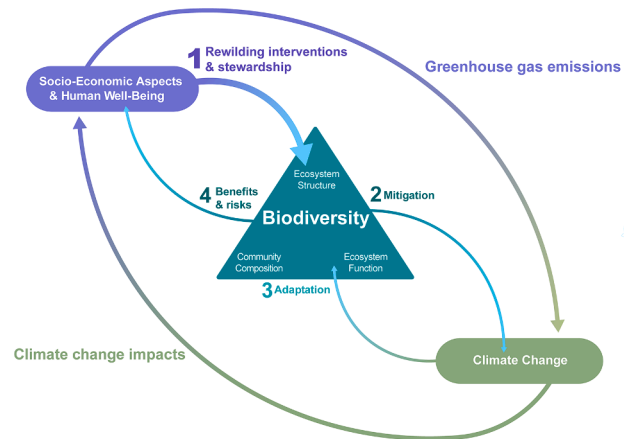 1 Rewilding interventions
& stewardship
Socio-Economic Aspects
& Human Well-Being
Greenhouse gas emissions
Ecosystem
Structure
4 Benefits
& risks
2 Mitigation
Biodiversity
Community
Composition
Ecosystem
Function
3 Adaptation
Climate change impacts
Climate Change